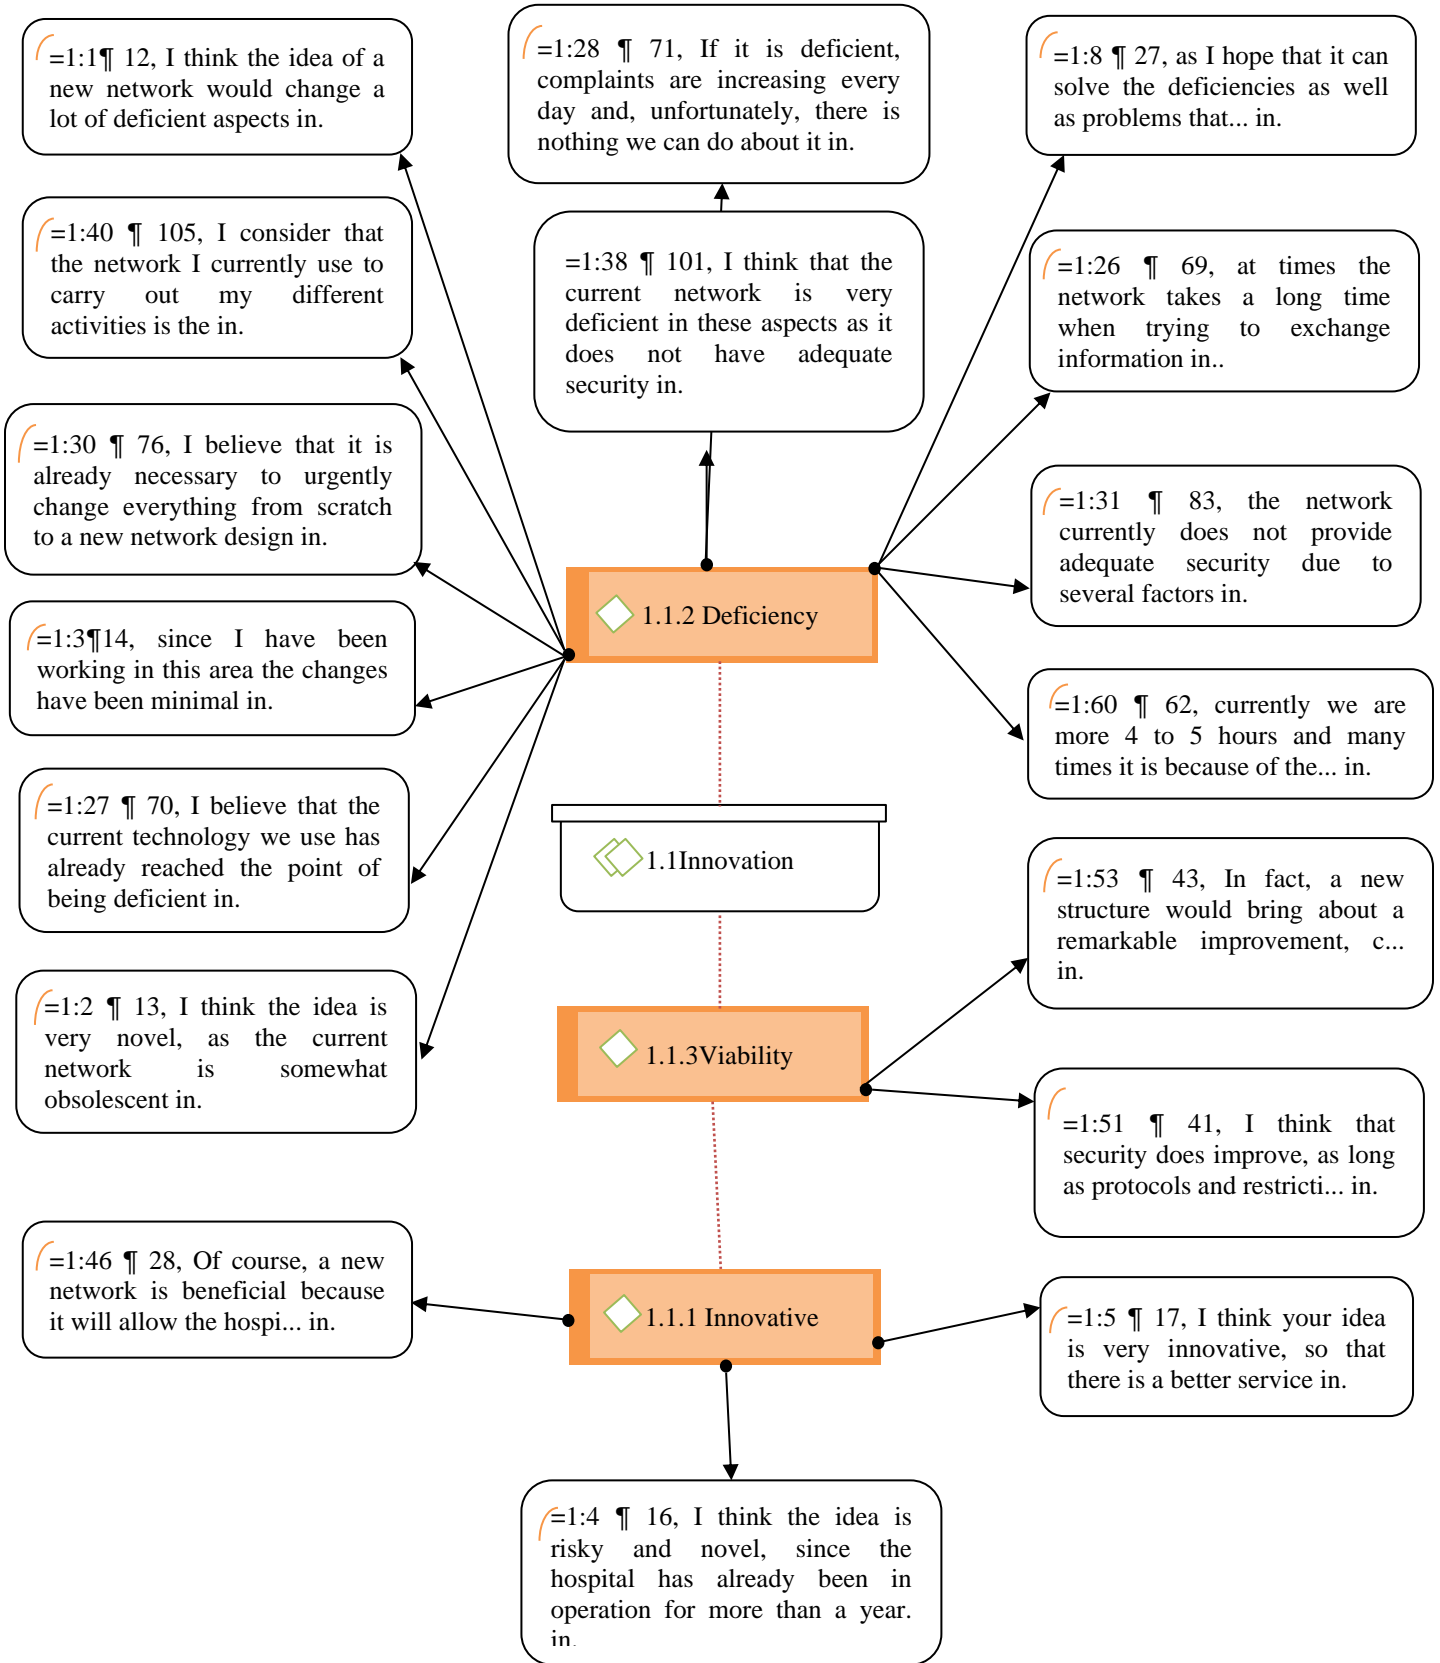 =1:1¶ 12, I think the idea of a
new network would change a
lot of deficient aspects in.
=1:28 ¶ 71, If it is deficient,
complaints are increasing every
day and, unfortunately, there is
nothing we can do about it in.
=1:8 ¶ 27, as I hope that it can
solve the deficiencies as well
as problems that... in.
=1:40 ¶ 105, I consider that
the network I currently use to
carry out my different
activities is the in.
=1:38 ¶ 101, I think that the
current network is very
deficient in these aspects as it
does not have adequate
security in.
=1:26 ¶ 69, at times the
network takes a long time
when trying to exchange
information in..
=1:30 ¶ 76, I believe that it is
already necessary to urgently
change everything from scratch
to a new network design in.
=1:31 ¶ 83, the network
currently does not provide
adequate security due to
several factors in.
1.1.2 Deficiency
=1:3¶14, since I have been
working in this area the changes
have been minimal in.
=1:60 ¶ 62, currently we are
more 4 to 5 hours and many
times it is because of the... in.
=1:27 ¶ 70, I believe that the
current technology we use has
already reached the point of
being deficient in.
1.1Innovation
=1:53 ¶ 43, In fact, a new
structure would bring about a
remarkable improvement, c...
in.
=1:2 ¶ 13, I think the idea is
very novel, as the current
network is somewhat
obsolescent in.
1.1.3Viability
=1:51 ¶ 41, I think that
security does improve, as long
as protocols and restricti... in.
=1:46 ¶ 28, Of course, a new
network is beneficial because
it will allow the hospi... in.
1.1.1 Innovative
=1:5 ¶ 17, I think your idea
is very innovative, so that
there is a better service in.
=1:4 ¶ 16, I think the idea is
risky and novel, since the
hospital has already been in
operation for more than a year.
in.